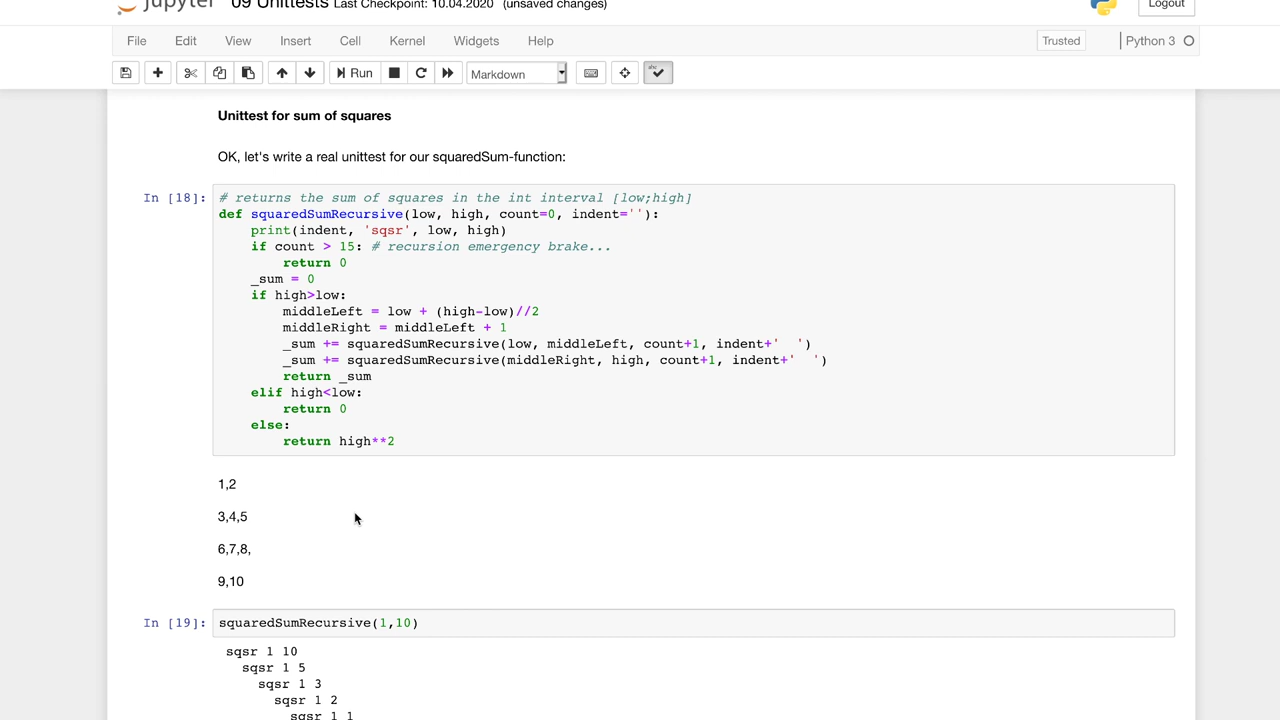 jupyter 09 Unittests Last Checkpoint: 10.04.2020 (unsaved changes) Logout
File Edit View Insert Cell Kernel Widgets Help Trusted Python 3
Run Markdown
Unittest for sum of squares
OK, let's write a real unittest for our squaredSum-function:
In [18]: # returns the sum of squares in the int interval [low;high]
def squaredSumRecursive(low, high, count=0, indent=''):
    print(indent, 'sqsr', low, high)
    if count > 15: # recursion emergency brake...
        return 0
    _sum = 0
    if high>low:
        middleLeft = low + (high-low)//2
        middleRight = middleLeft + 1
        _sum += squaredSumRecursive(low, middleLeft, count+1, indent+'  ')
        _sum += squaredSumRecursive(middleRight, high, count+1, indent+'  ')
        return _sum
    elif high<low:
        return 0
    else:
        return high**2
1,2
3,4,5
6,7,8,
9,10
In [19]: squaredSumRecursive(1,10)
sqsr 1 10
  sqsr 1 5
    sqsr 1 3
      sqsr 1 2
        sqsr 1 1